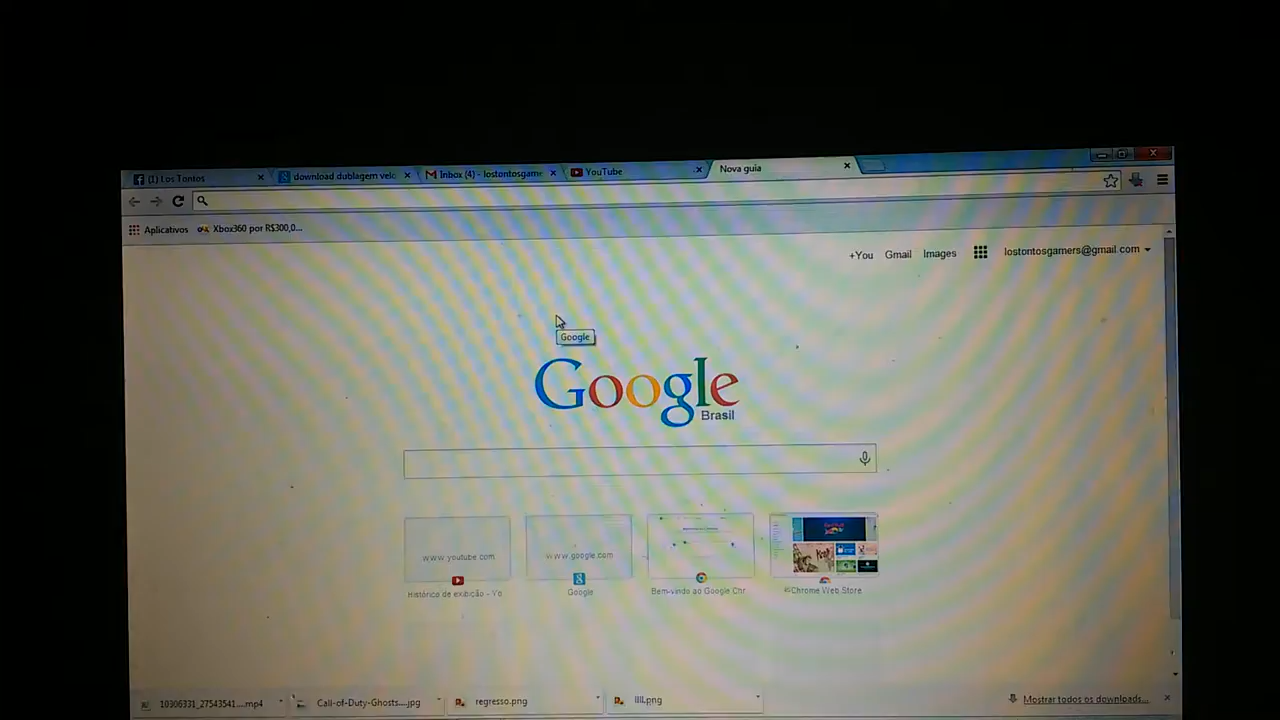 (1) Los Tontos
download dublagem velo
Inbox (4) - lostontosgame
YouTube
Nova guia
Aplicativos
Xbox360 por R$300,0...
+You
Gmail
Images
lostontosgamers@gmail.com
Google
Google
Brasil
www.youtube.com
www.google.com
Histórico de exibição - Yo
Google
Bem-vindo ao Google Chr
Chrome Web Store
10306331_27543541....mp4
Call-of-Duty-Ghosts....jpg
regresso.png
Mostrar todos os downloads...